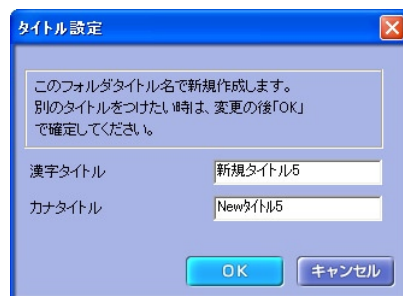 タイトル設定
このフォルダタイトル名で新規作成します。
別のタイトルをつけたい時は、変更の後「OK」
で確定してください。
漢字タイトル 新規タイトル5
カナタイトル Newﾀｲﾄﾙ5
OK キャンセル